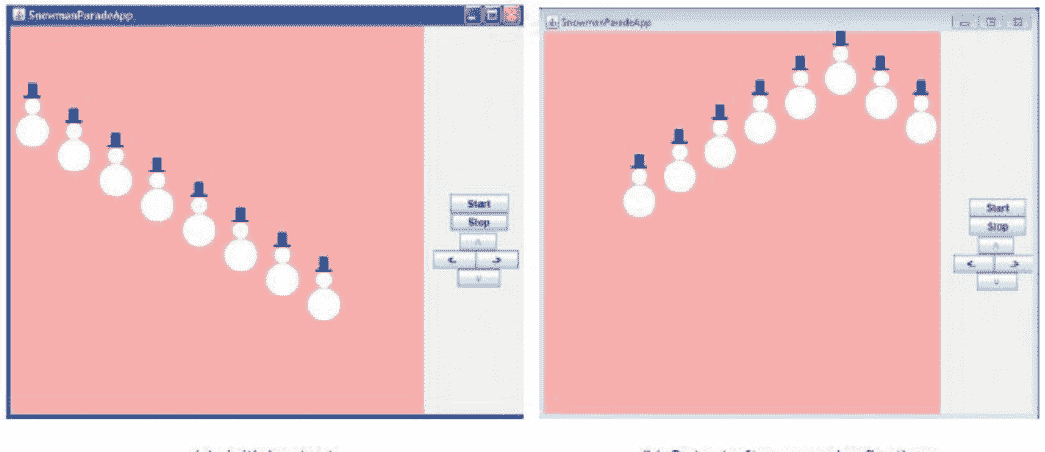 SnowmanParadeApp
Start
Stop
^
< >
v
SnowmanParadeApp
Start
Stop
^
< >
v